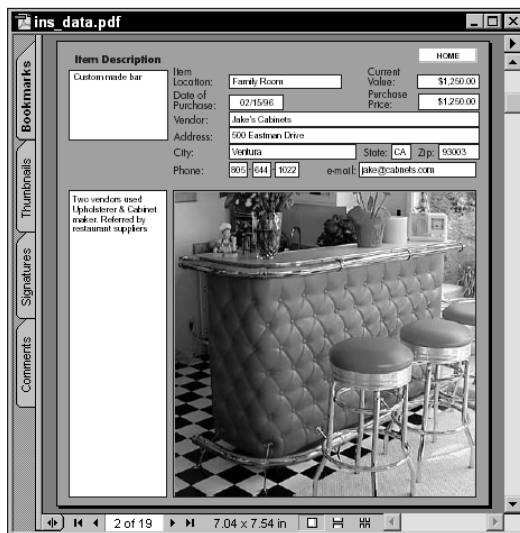 ins_data.pdf
Bookmarks
Thumbnails
Signatures
Comments
Item Description
HOME
Custom made bar
Item
Location:
Family Room
Current
Value:
$1,250.00
Date of
Purchase:
02/15/96
Purchase
Price:
$1,250.00
Vendor:
Jake's Cabinets
Address:
500 Eastman Drive
City:
Ventura
State:
CA
Zip:
93003
Phone:
805 - 644 - 1022
e-mail:
jake@cabnets.com
Two vendors used
Upholsterer & Cabinet
maker. Referred by
restaurant suppliers
2 of 19
7.04 x 7.54 in